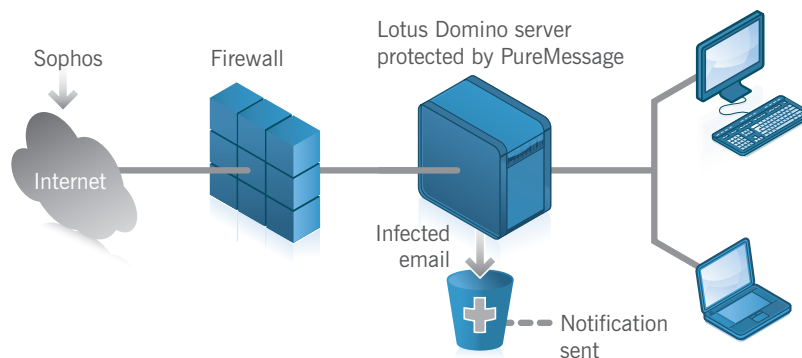 Sophos
Firewall
Lotus Domino server
protected by PureMessage
Internet
Infected
email
Notification
sent